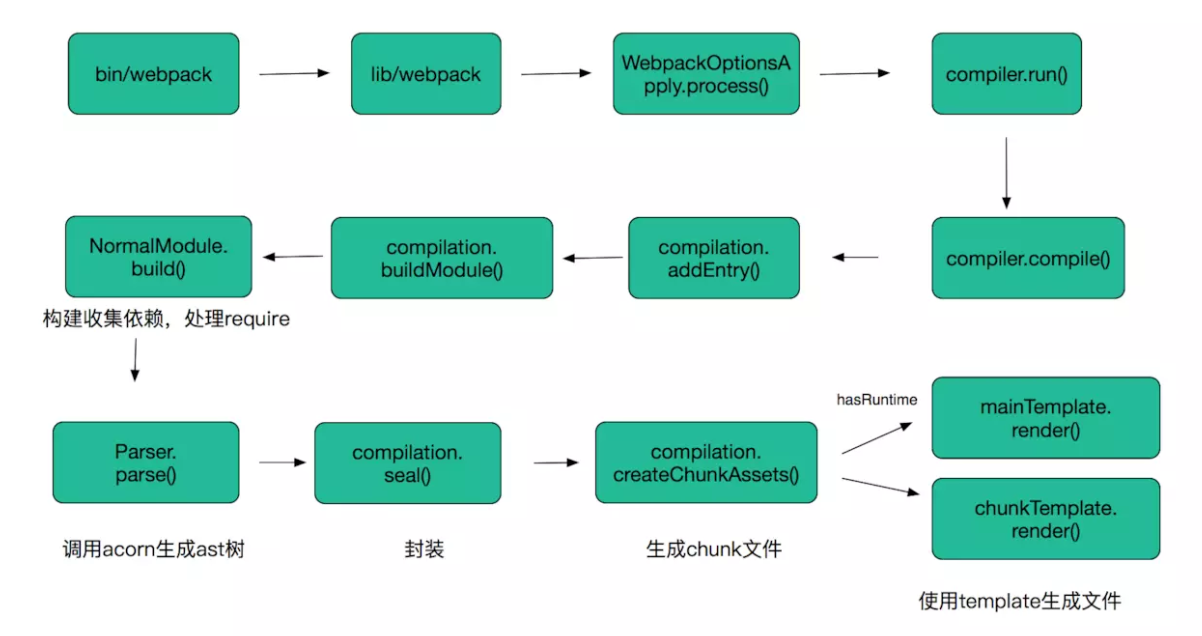 bin/webpack
lib/webpack
WebpackOptionsA
pply.process()
compiler.run()
NormalModule.
build()
compilation.
buildModule()
compilation.
addEntry()
compiler.compile()
构建收集依赖，处理require
Parser.
parse()
compilation.
seal()
compilation.
createChunkAssets()
hasRuntime
mainTemplate.
render()
chunkTemplate.
render()
调用acorn生成ast树
封装
生成chunk文件
使用template生成文件